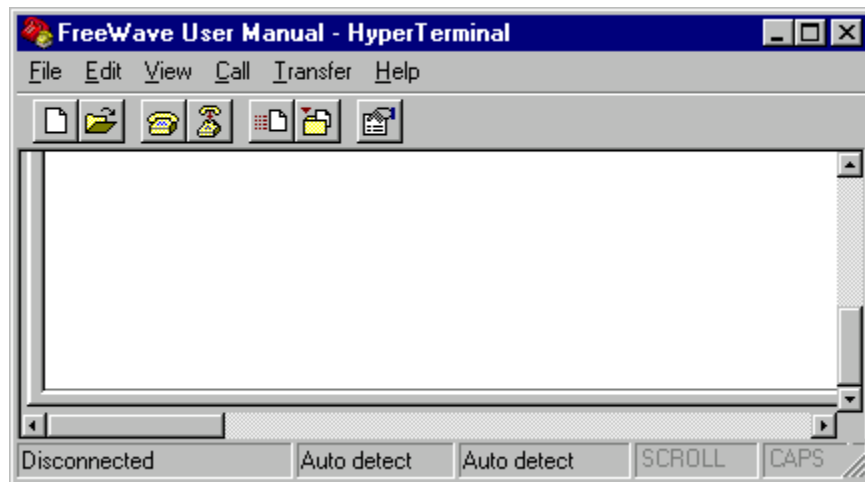 FreeWave User Manual - HyperTerminal
File Edit View Call Transfer Help
Disconnected Auto detect Auto detect SCROLL CAPS